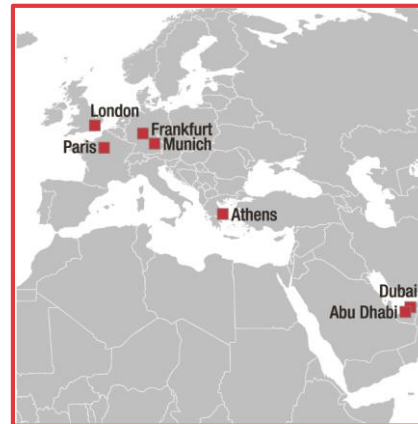 London
Frankfurt
Paris
Munich
Athens
Dubai
Abu Dhabi